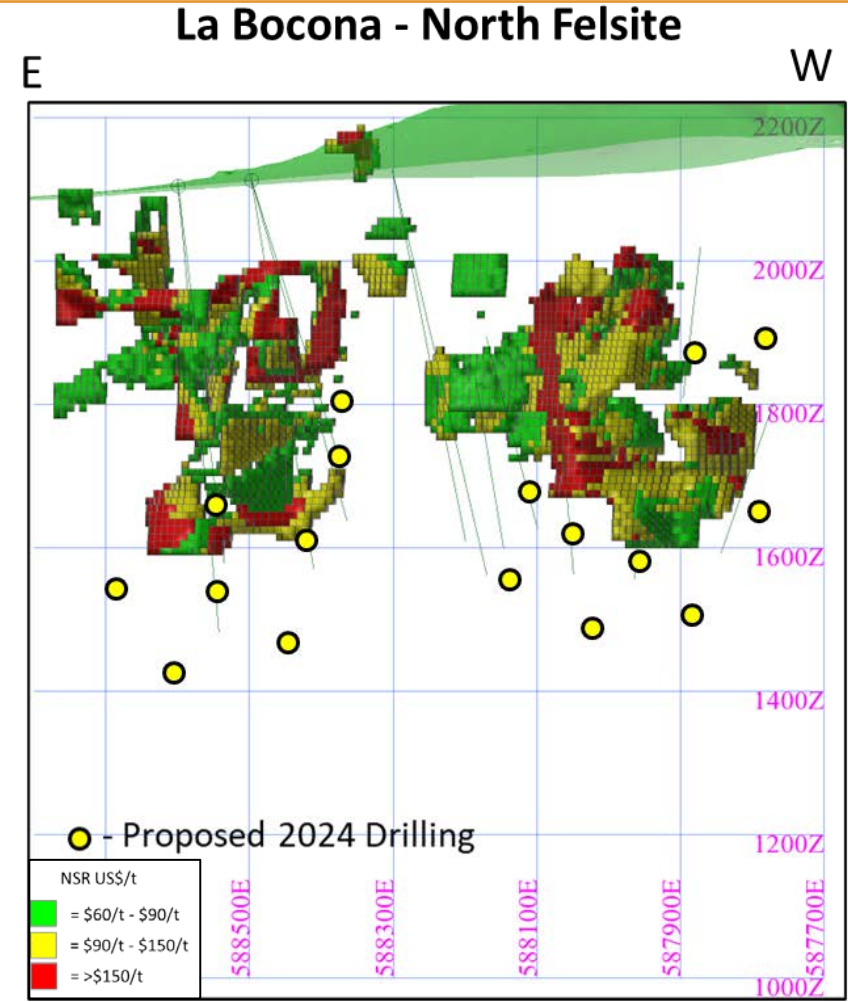 La Bocona - North Felsite
E
W
2200Z
2000Z
1800Z
1600Z
1400Z
- Proposed 2024 Drilling
1200Z
NSR US$/t
= $60/t - $90/t
= $90/t - $150/t
= >$150/t
588500E
588300E
588100E
587900E
587700E
1000Z